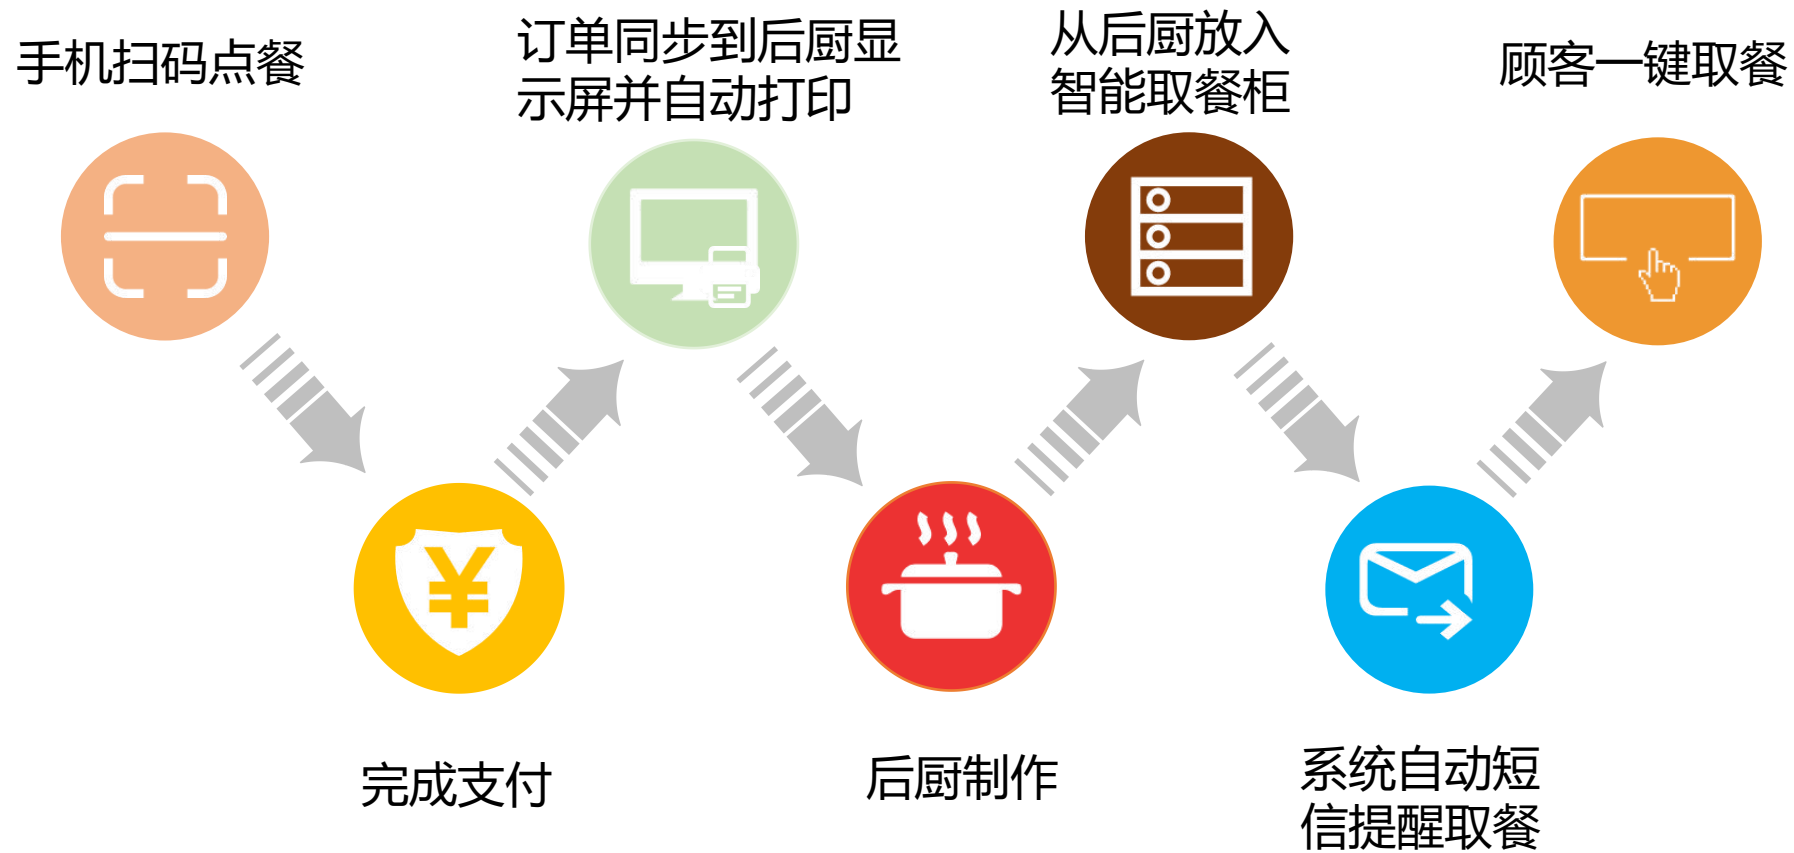 手机扫码点餐
完成支付
订单同步到后厨显
示屏并自动打印
后厨制作
从后厨放入
智能取餐柜
系统自动短
信提醒取餐
顾客一键取餐